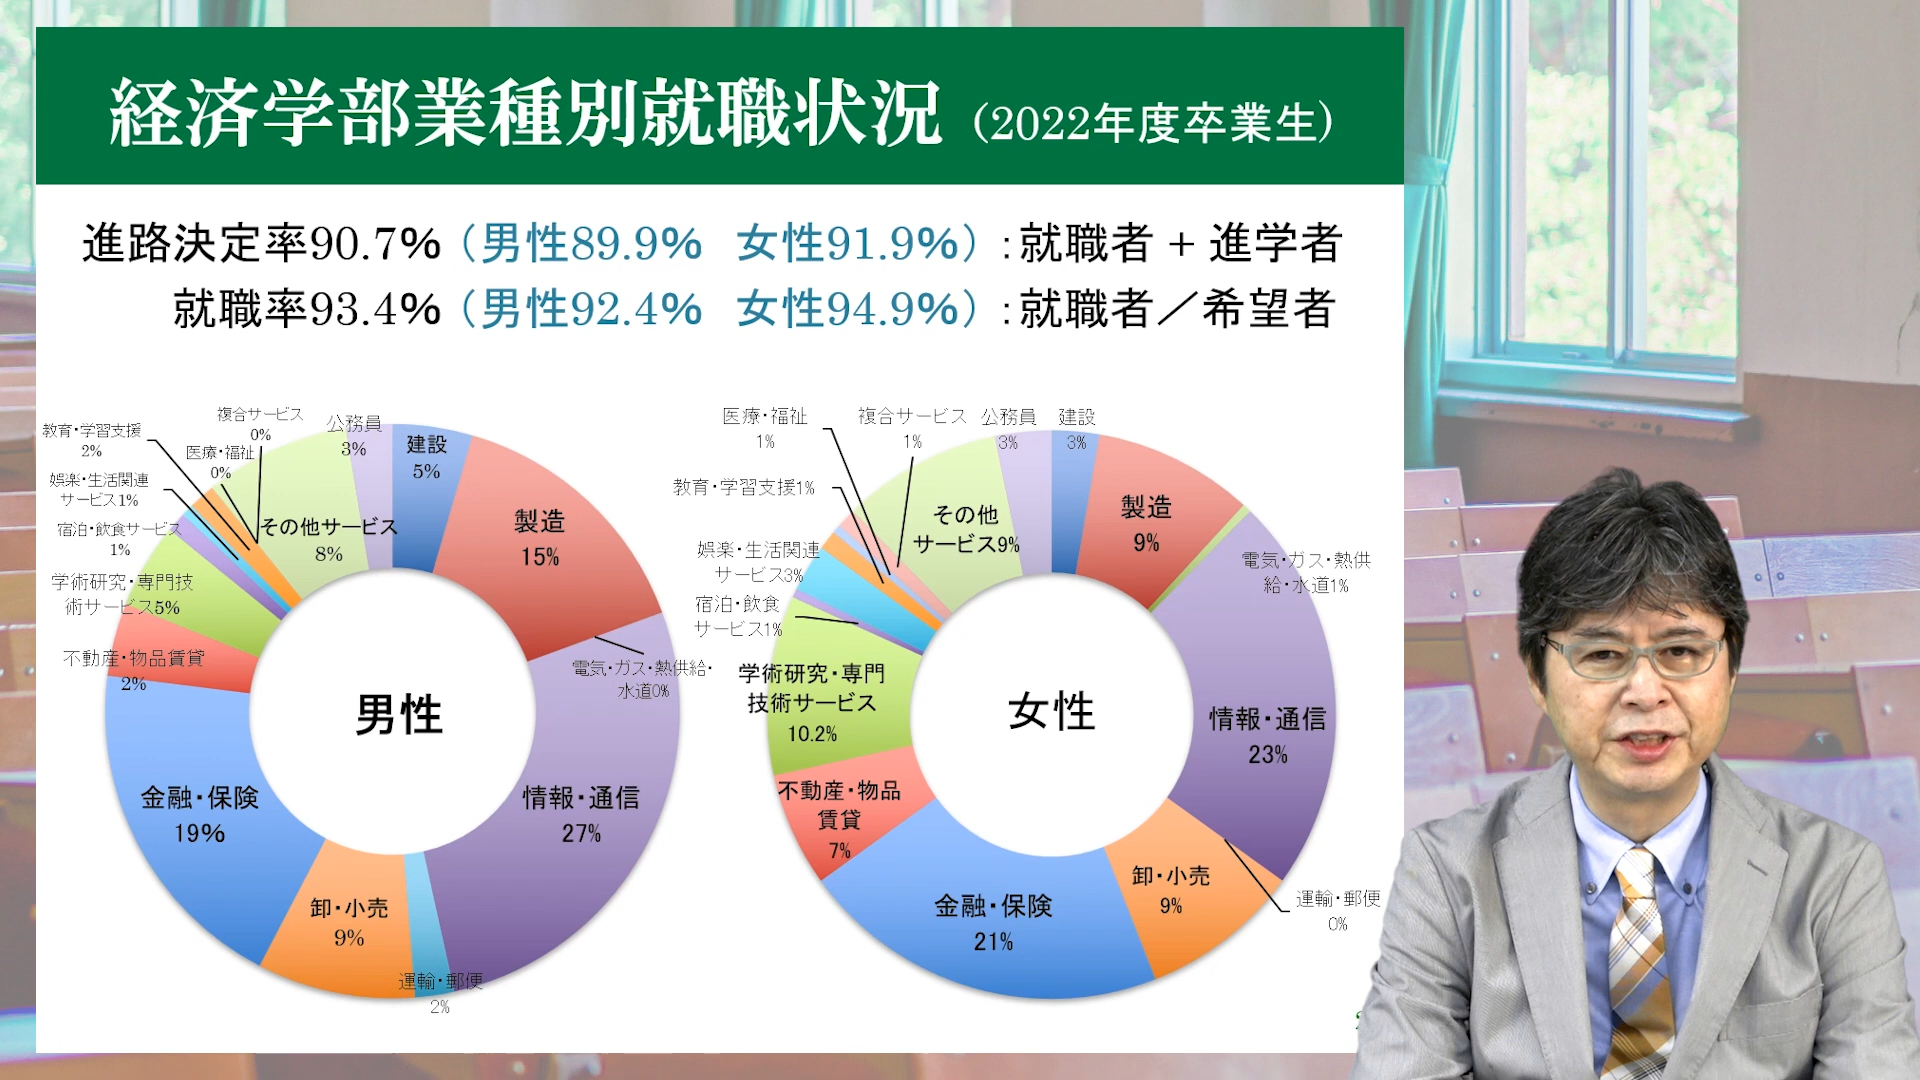 経済学部業種別就職状況（2022年度卒業生）
進路決定率90.7%（男性89.9%　女性91.9%）：就職者 + 進学者
就職率93.4%（男性92.4%　女性94.9%）：就職者／希望者
複合サービス
0%
公務員
3%
建設
5%
教育・学習支援
2%
医療・福祉
0%
娯楽・生活関連
サービス1%
宿泊・飲食サービス
1%
その他サービス
8%
製造
15%
学術研究・専門技
術サービス5%
不動産・物品賃貸
2%
電気・ガス・熱供給・
水道0%
男性
金融・保険
19%
情報・通信
27%
卸・小売
9%
運輸・郵便
2%
医療・福祉
1%
複合サービス
1%
公務員
3%
建設
3%
教育・学習支援1%
その他
サービス9%
製造
9%
娯楽・生活関連
サービス3%
電気・ガス・熱供
給・水道1%
宿泊・飲食
サービス1%
学術研究・専門
技術サービス
10.2%
女性
情報・通信
23%
不動産・物品
賃貸
7%
金融・保険
21%
卸・小売
9%
運輸・郵便
0%